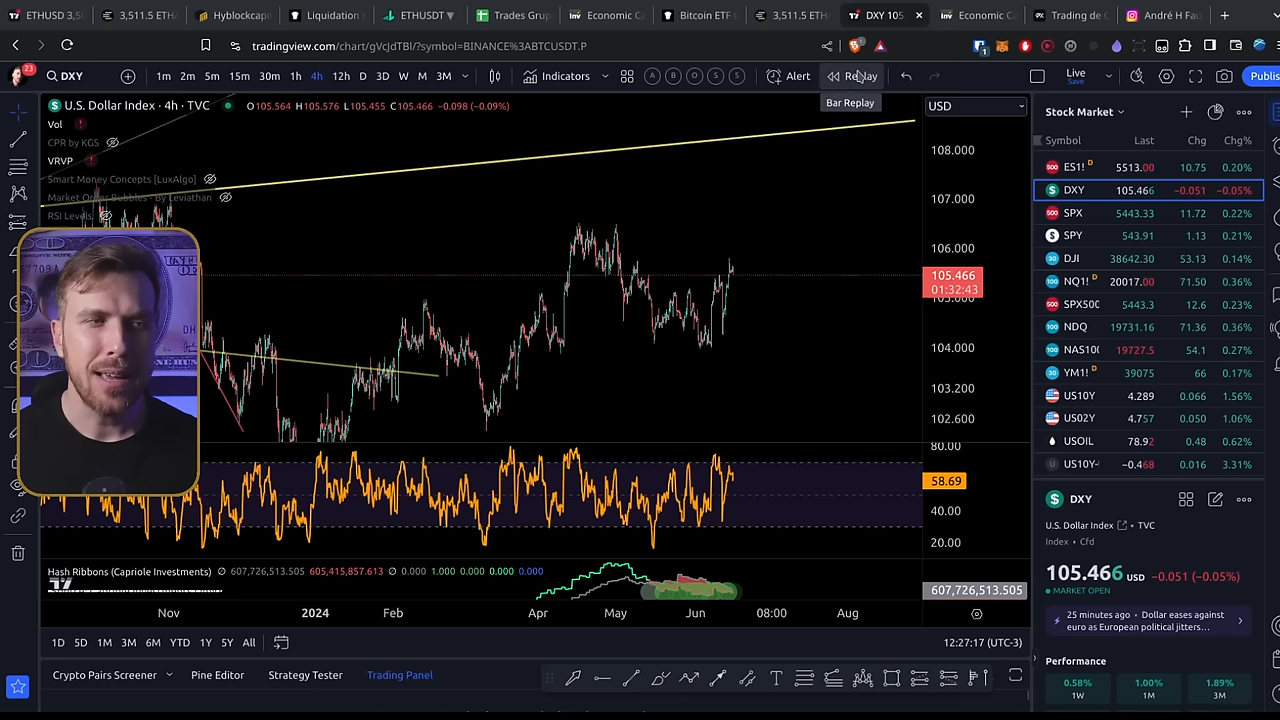 ETHUSD 3,5
3,511.5 ETH
Hyblockcapi
Liquidation
ETHUSDT
Trades Grup
Economic C
Bitcoin ETF
3,511.5 ETH
DXY 105
Economic Ca
Trading de C
André H Fau
tradingview.com/chart/gVcJdTBl/?symbol=BINANCE%3ABTCUSDT.P
23
DXY
1m 2m 5m 15m 30m 1h 4h 12h D 3D W M 3M
Indicators
A B O S S
Alert
Replay
Live
Save
Publis
Bar Replay
U.S. Dollar Index · 4h · TVC
O105.564 H105.576 L105.455 C105.466 -0.098 (-0.09%)
Vol
CPR by KGS
VRVP
Smart Money Concepts [LuxAlgo]
Market Order Bubbles - By Leviathan
RSI Levels
USD
108.000
107.000
106.000
105.466
01:32:43
105.000
104.000
103.200
102.600
80.00
58.69
40.00
20.00
Hash Ribbons (Capriole Investments) 607,726,513.505 605,415,857.613 0.000 1.000 0.000 0.000 0.000
607,726,513.505
Nov 2024 Feb Apr May Jun 08:00 Aug
1D 5D 1M 3M 6M YTD 1Y 5Y All
12:27:17 (UTC-3)
Crypto Pairs Screener
Pine Editor
Strategy Tester
Trading Panel
Stock Market
Symbol Last Chg Chg%
ES1! D 5513.00 10.75 0.20%
DXY 105.466 -0.051 -0.05%
SPX 5443.33 11.72 0.22%
SPY 543.91 1.13 0.21%
DJI 38642.30 53.13 0.14%
NQ1! D 20017.00 71.50 0.36%
SPX500 5443.3 12.6 0.23%
NDQ 19731.16 71.36 0.36%
NAS100 19727.5 54.1 0.27%
YM1! D 39075 66 0.17%
US10Y 4.289 0.066 1.56%
US02Y 4.757 0.050 1.06%
USOIL 78.92 0.48 0.62%
US10Y- -0.468 0.016 3.31%
DXY
U.S. Dollar Index • TVC
Index • Cfd
105.466 USD -0.051 (-0.05%)
MARKET OPEN
25 minutes ago • Dollar eases against
euro as European political jitters...
Performance
0.58% 1.00% 1.89%
1W 1M 3M